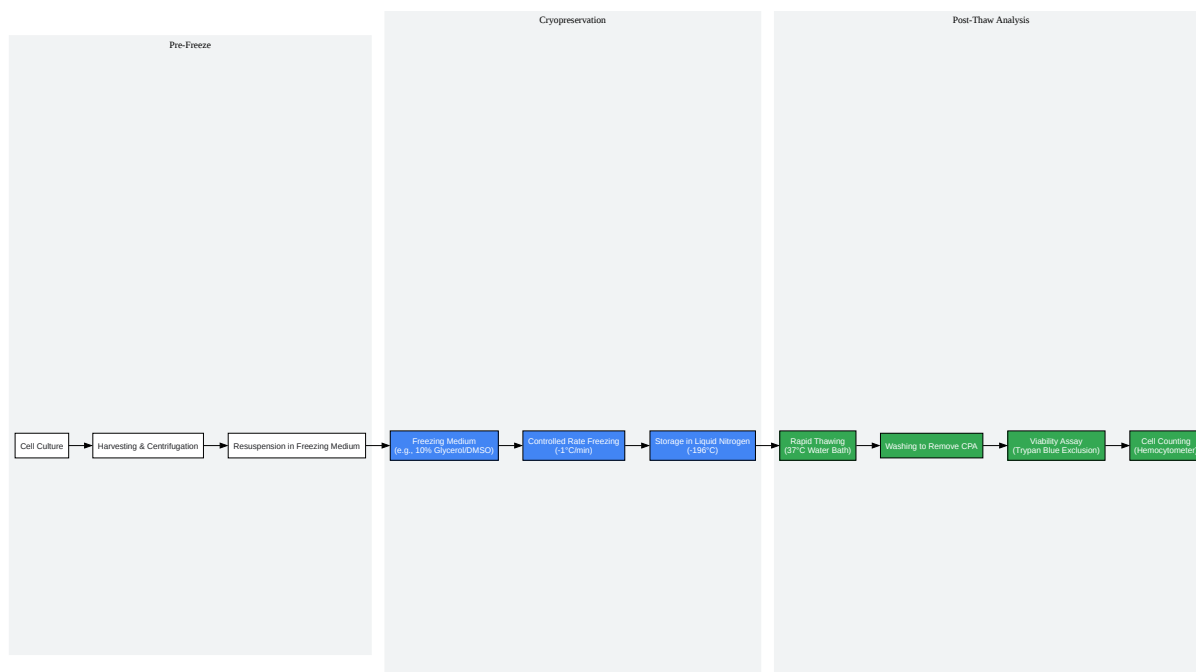 Pre-Freeze
Cryopreservation
Post-Thaw Analysis
Cell Culture
Harvesting & Centrifugation
Resuspension in Freezing Medium
Freezing Medium
(e.g., 10% Glycerol/DMSO)
Controlled Rate Freezing
(-1°C/min)
Storage in Liquid Nitrogen
(-196°C)
Rapid Thawing
(37°C Water Bath)
Washing to Remove CPA
Viability Assay
(Trypan Blue Exclusion)
Cell Counting
(Hemocytometer)